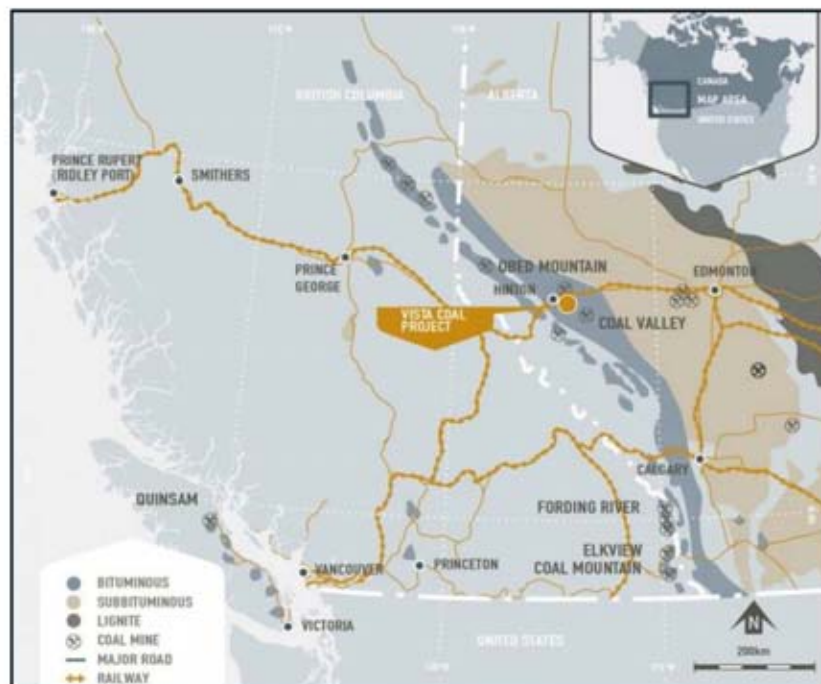 CANADA
MAP AREA
UNITED STATES
BRITISH COLUMBIA
ALBERTA
PRINCE RUPERT
(RIDLEY PORT)
SMITHERS
PRINCE
GEORGE
OBED MOUNTAIN
HINTON
EDMONTON
VISTA COAL
PROJECT
COAL VALLEY
CALGARY
QUINSAM
FORDING RIVER
ELKVIEW
COAL MOUNTAIN
VANCOUVER
PRINCETON
VICTORIA
UNITED STATES
BITUMINOUS
SUBBITUMINOUS
LIGNITE
COAL MINE
MAJOR ROAD
RAILWAY
N
200km